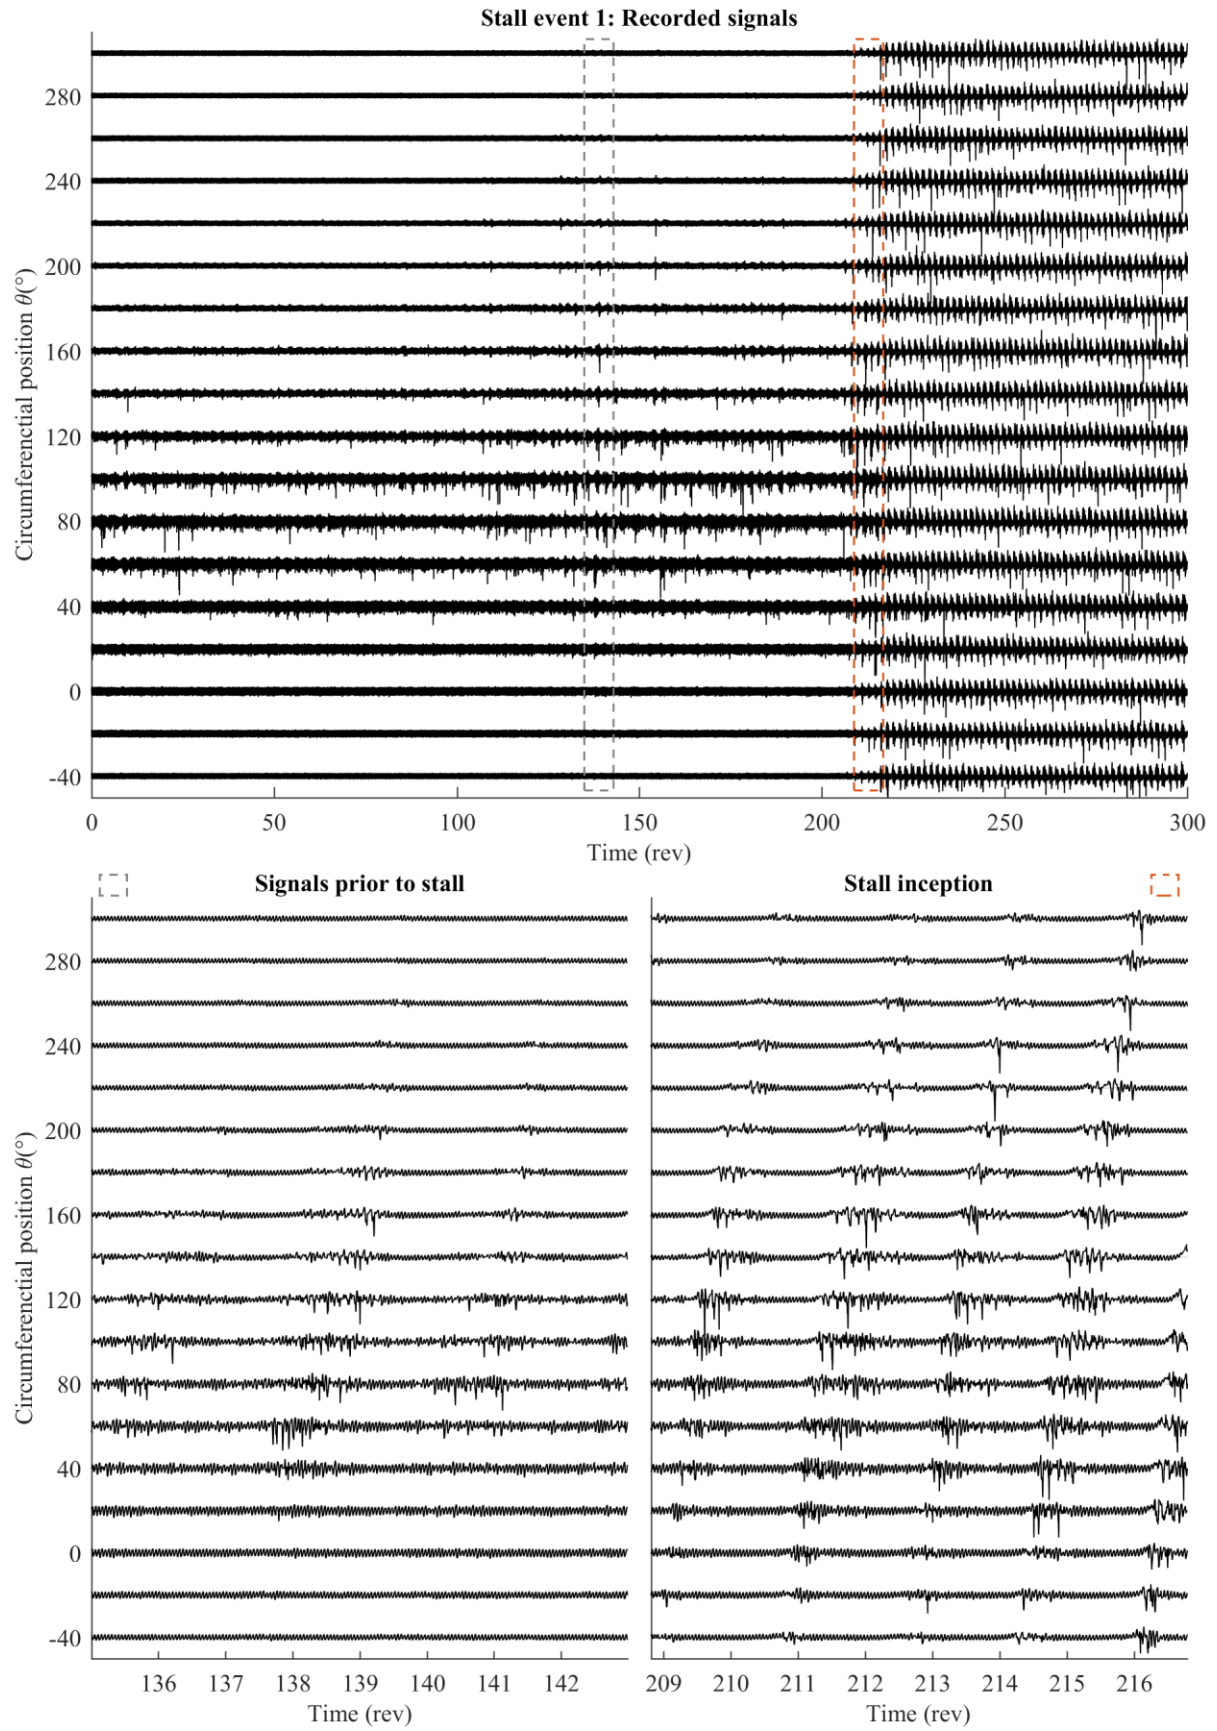 Stall event 1: Recorded signals
Circumferencial position θ(°)
280
240
200
160
120
80
40
0
-40
0 50 100 150 200 250 300
Time (rev)
Signals prior to stall
Stall inception
Circumferencial position θ(°)
280
240
200
160
120
80
40
0
-40
136 137 138 139 140 141 142
209 210 211 212 213 214 215 216
Time (rev)
Time (rev)